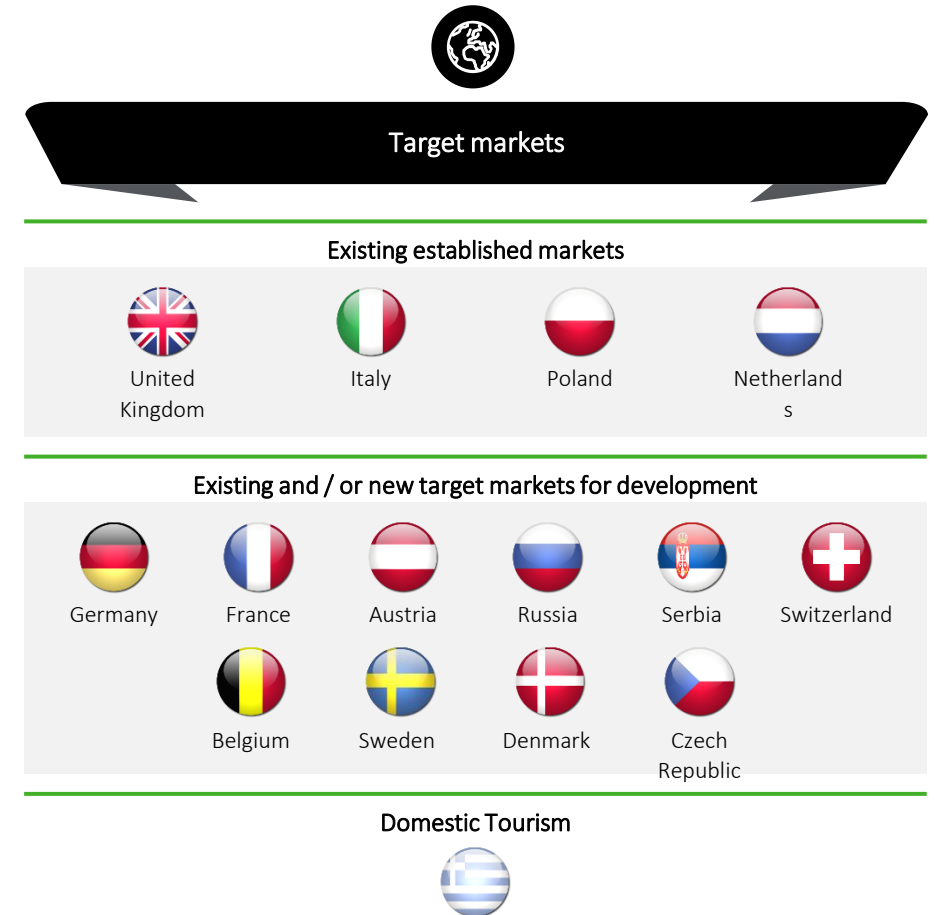 Target markets
Existing established markets
United Italy Poland Netherland
Kingdom s
Existing and / or new target markets for development
Germany France Austria Russia Serbia Switzerland
Belgium Sweden Denmark Czech
Republic
Domestic Tourism